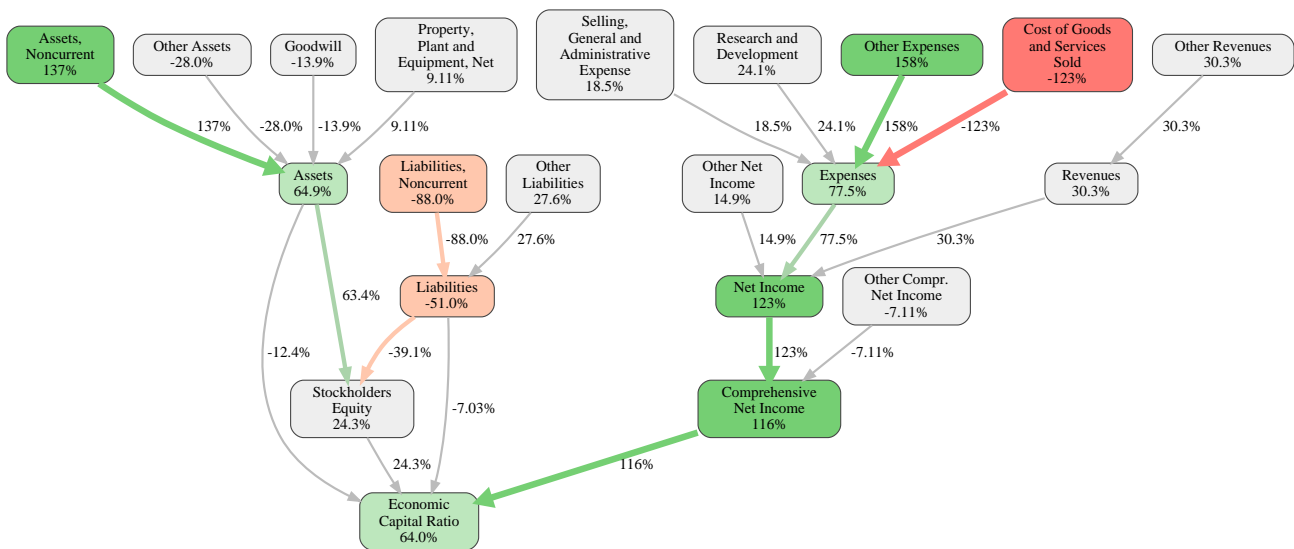 Assets,
Noncurrent
137%
Other Assets
-28.0%
Goodwill
-13.9%
Property,
Plant and
Equipment, Net
9.11%
Selling,
General and
Administrative
Expense
18.5%
Research and
Development
24.1%
Other Expenses
158%
Cost of Goods
and Services
Sold
-123%
Other Revenues
30.3%
137%
-28.0%
-13.9%
9.11%
18.5%
24.1%
158%
-123%
30.3%
Assets
64.9%
Liabilities,
Noncurrent
-88.0%
Other
Liabilities
27.6%
Other Net
Income
14.9%
Expenses
77.5%
Revenues
30.3%
-88.0%
27.6%
14.9%
77.5%
30.3%
63.4%
Liabilities
-51.0%
Net Income
123%
Other Compr.
Net Income
-7.11%
-12.4%
-39.1%
123%
-7.11%
Stockholders
Equity
24.3%
-7.03%
Comprehensive
Net Income
116%
24.3%
116%
Economic
Capital Ratio
64.0%